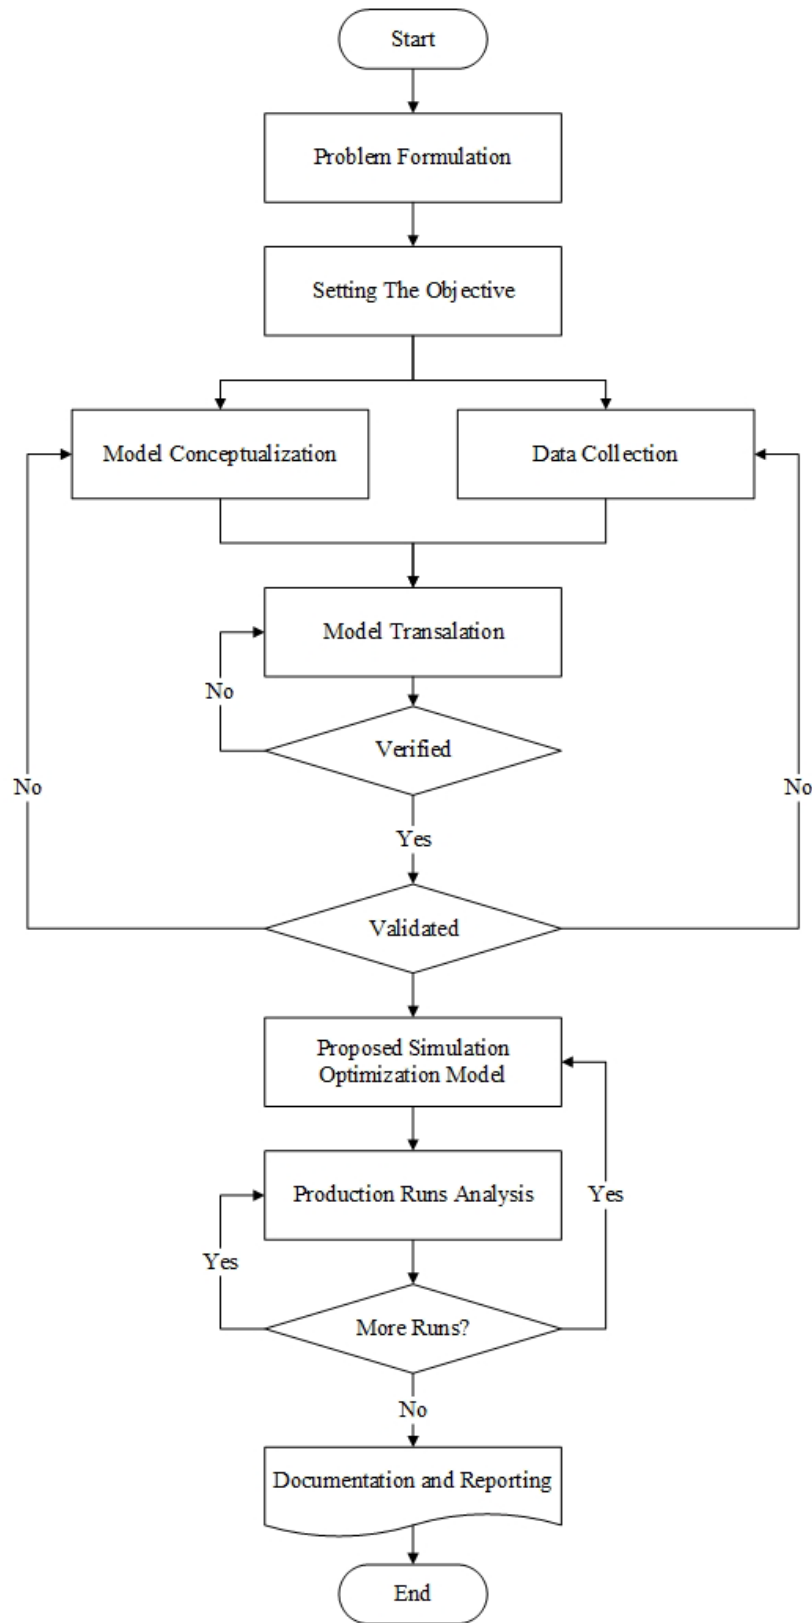 Start
Problem Formulation
Setting The Objective
Model Conceptualization
Data Collection
Model Transalation
No
Verified
No
No
Yes
Validated
Proposed Simulation
Optimization Model
Production Runs Analysis
Yes
Yes
More Runs?
No
Documentation and Reporting
End